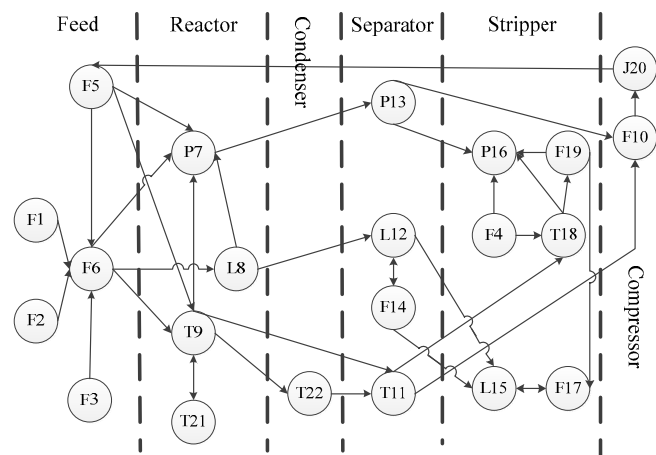 Feed
Reactor
Condenser
Separator
Stripper
Compressor
F5
J20
P13
F10
P7
P16
F19
F1
F4
T18
L12
F6
L8
F14
F2
T9
F3
T22
T11
L15
F17
T21